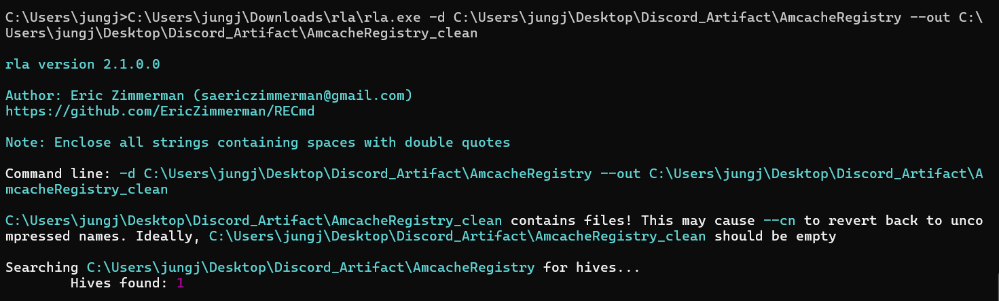 C:\Users\jungj>C:\Users\jungj\Downloads\rla\rla.exe -d C:\Users\jungj\Desktop\Discord_Artifact\AmcacheRegistry --out C:\
Users\jungj\Desktop\Discord_Artifact\AmcacheRegistry_clean
rla version 2.1.0.0
Author: Eric Zimmerman (saericzimmerman@gmail.com)
https://github.com/EricZimmerman/RECmd
Note: Enclose all strings containing spaces with double quotes
Command line: -d C:\Users\jungj\Desktop\Discord_Artifact\AmcacheRegistry --out C:\Users\jungj\Desktop\Discord_Artifact\A
mcacheRegistry_clean
C:\Users\jungj\Desktop\Discord_Artifact\AmcacheRegistry_clean contains files! This may cause --cn to revert back to unco
mpressed names. Ideally, C:\Users\jungj\Desktop\Discord_Artifact\AmcacheRegistry_clean should be empty
Searching C:\Users\jungj\Desktop\Discord_Artifact\AmcacheRegistry for hives...
Hives found: 1